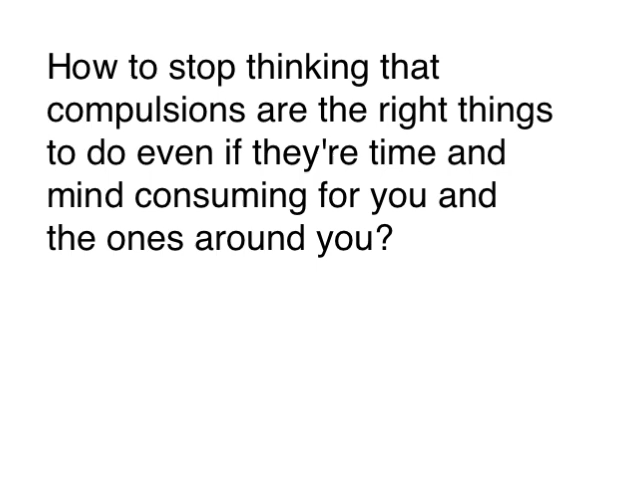 How to stop thinking that
compulsions are the right things
to do even if they're time and
mind consuming for you and
the ones around you?